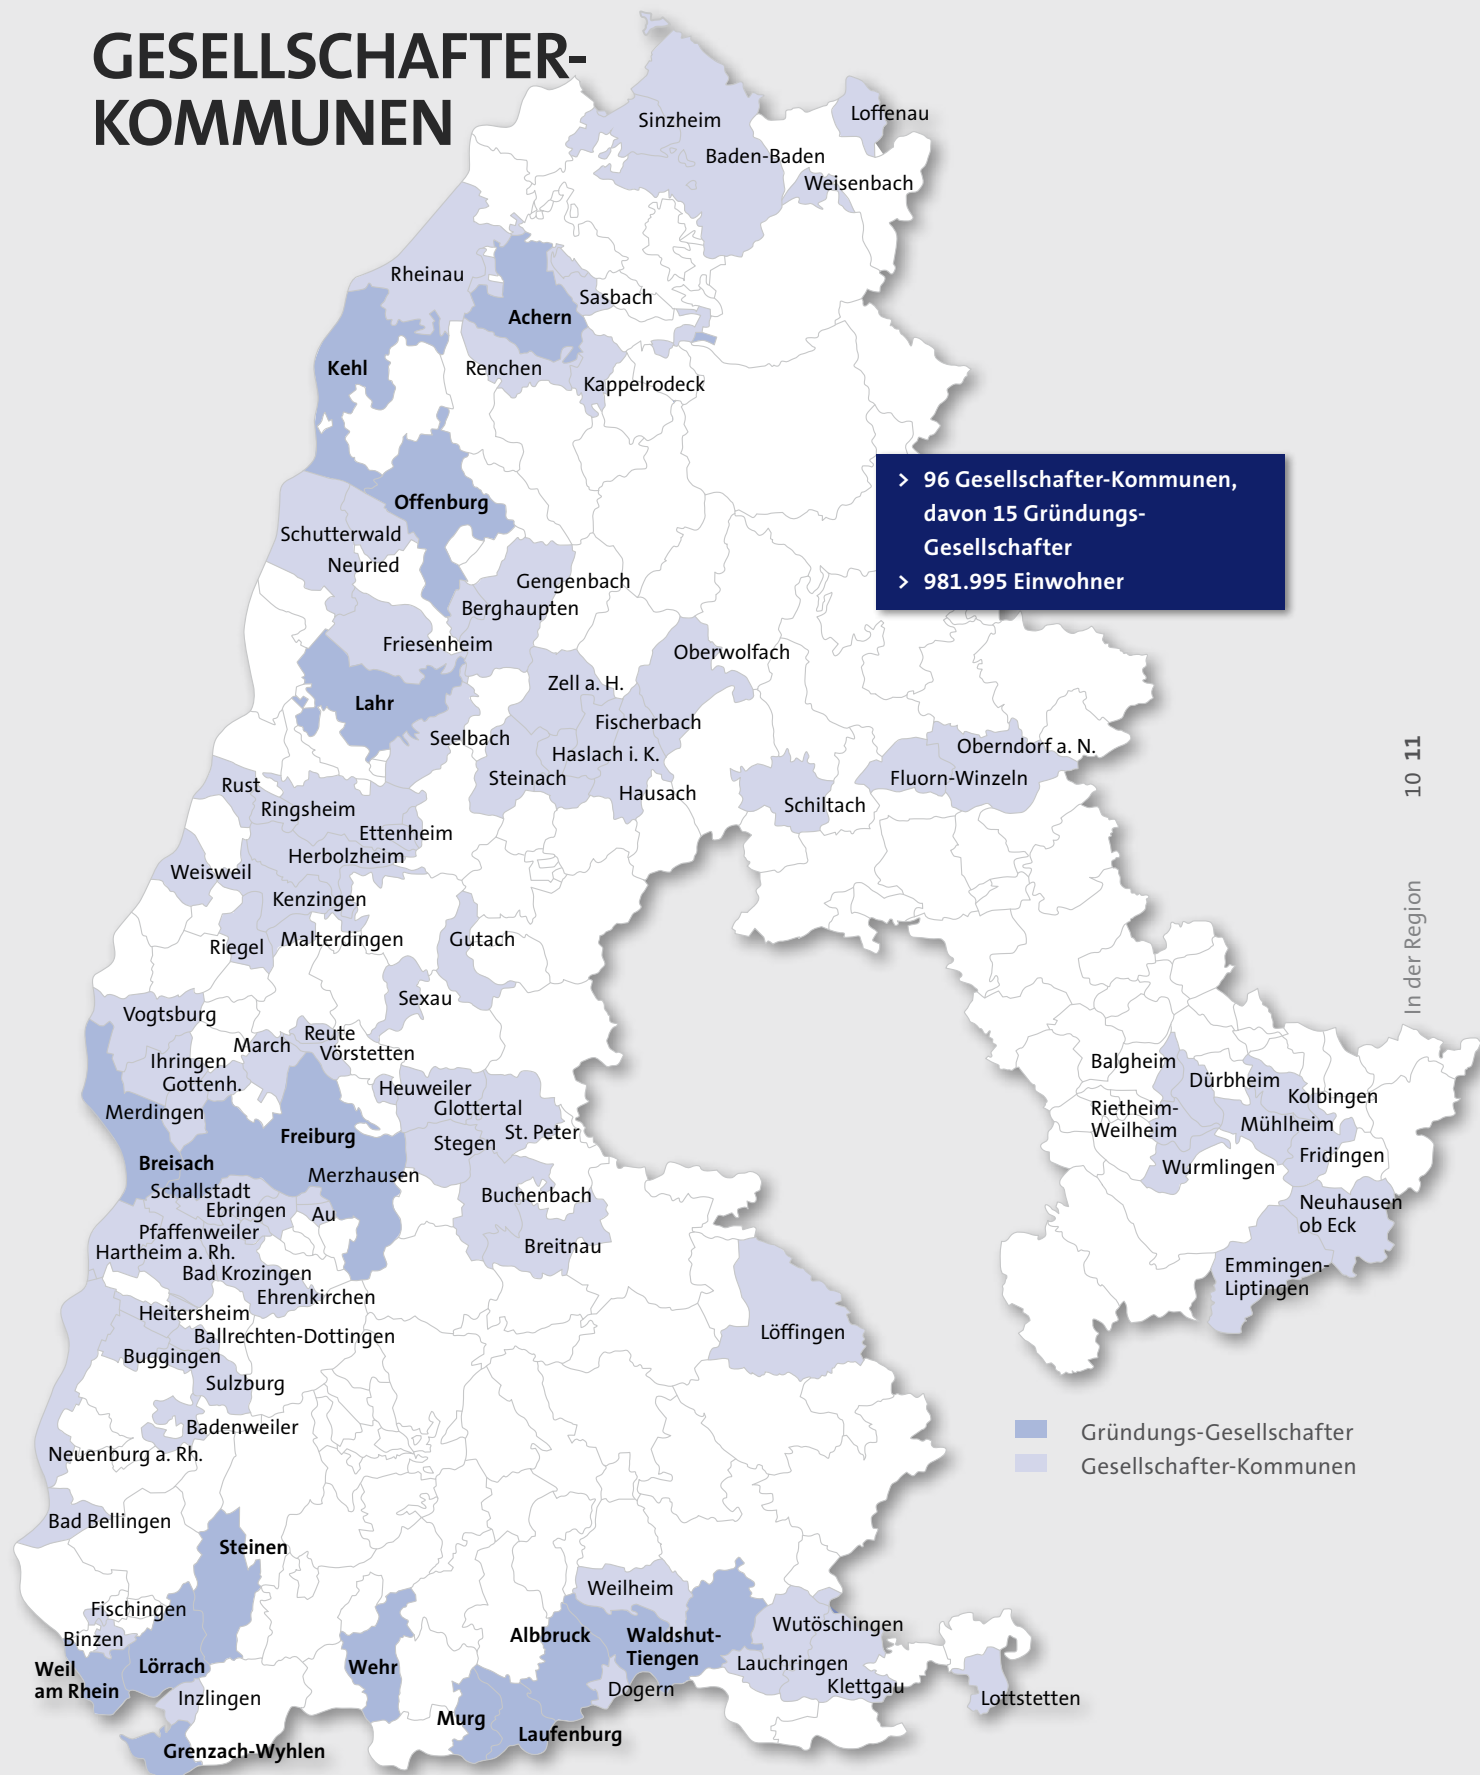 GESELLSCHAFTER-
KOMMUNEN
Loffenau
Sinzheim
Baden-Baden
Weisenbach
Rheinau
Sasbach
Achern
Kehl
Renchen
Kappelrodeck
> 96 Gesellschafter-Kommunen,
davon 15 Gründungs-
Gesellschafter
> 981.995 Einwohner
Offenburg
Schutterwald
Neuried
Gengenbach
Berghaupten
Friesenheim
Oberwolfach
Zell a. H.
Lahr
Fischerbach
Seelbach
Haslach i. K.
Steinach
Hausach
Oberndorf a. N.
Fluorn-Winzeln
Schiltach
Rust
Ringsheim
Ettenheim
Herbolzheim
Weisweil
Kenzingen
Riegel
Malterdingen
Gutach
Sexau
Vogtsburg
Reute
March
Vörstetten
Ihringen
Gottenh.
Heuweiler
Merdingen
Glottertal
Freiburg
St. Peter
Stegen
Breisach
Merzhausen
Schallstadt
Ebringen
Au
Buchenbach
Pfaffenweiler
Hartheim a. Rh.
Breitnau
Bad Krozingen
Ehrenkirchen
Heitersheim
Ballrechten-Dottingen
Buggingen
Sulzburg
Löffingen
Badenweiler
Neuenburg a. Rh.
Bad Bellingen
Balgheim
Dürbheim
Kolbingen
Rietheim-
Weilheim
Mühlheim
Fridingen
Wurmlingen
Neuhausen
ob Eck
Emmingen-
Liptingen
Gründungs-Gesellschafter
Gesellschafter-Kommunen
Steinen
Weilheim
Fischingen
Binzen
Weil
am Rhein
Lörrach
Wehr
Albbruck
Waldshut-
Tiengen
Wutöschingen
Lauchringen
Klettgau
Inzlingen
Dogern
Lottstetten
Murg
Laufenburg
Grenzach-Wyhlen
In der Region 10 11